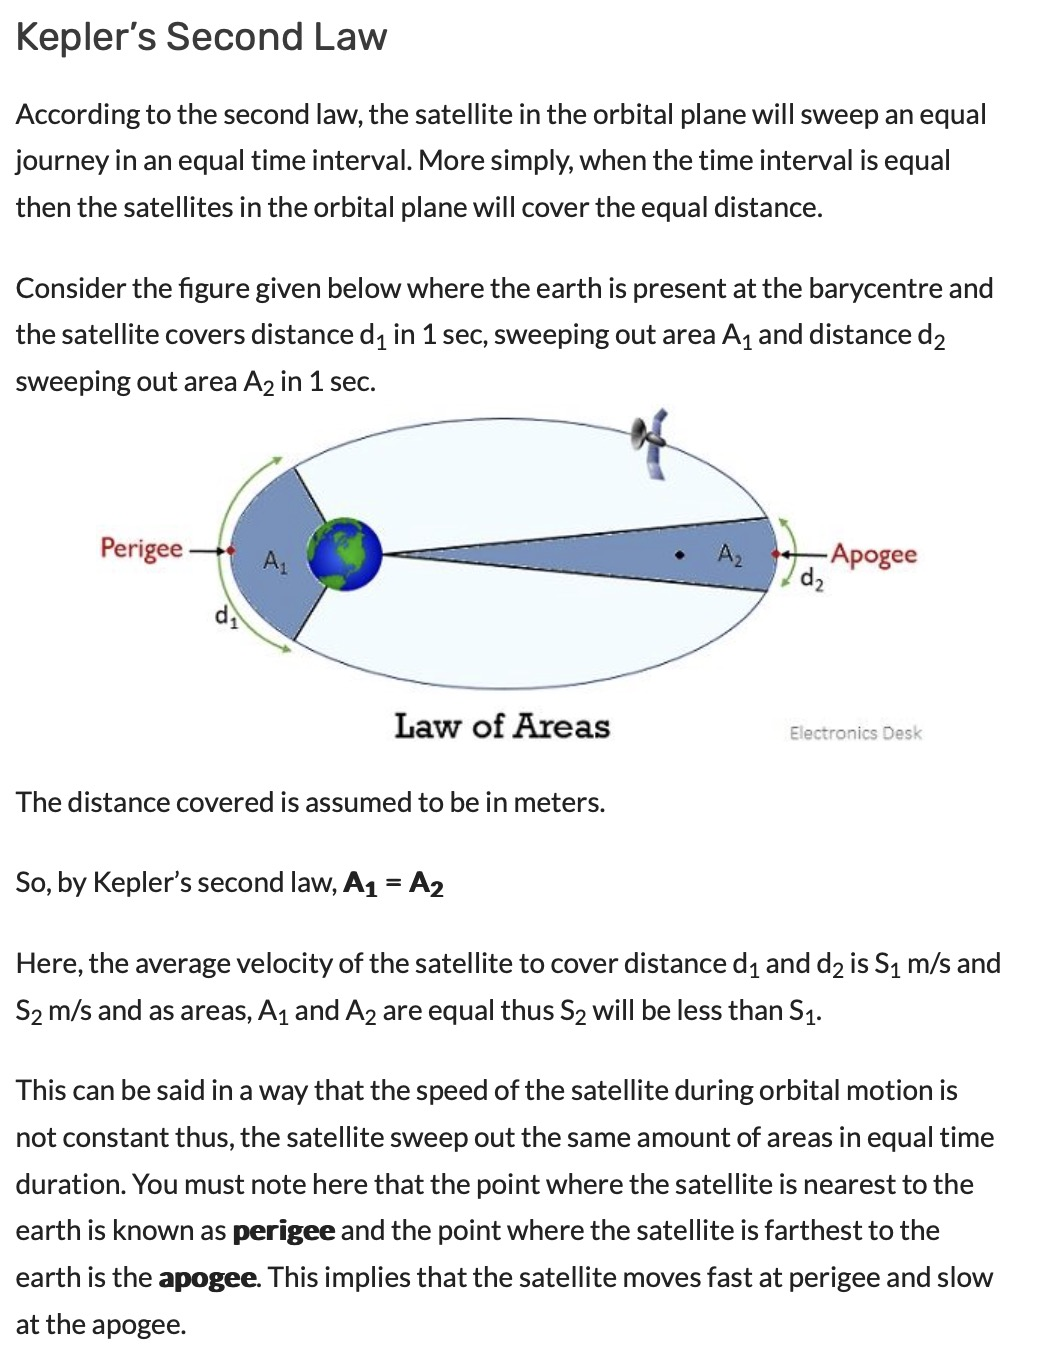 Kepler’s Second Law
According to the second law, the satellite in the orbital plane will sweep an equal
journey in an equal time interval. More simply, when the time interval is equal
then the satellites in the orbital plane will cover the equal distance.
Consider the figure given below where the earth is present at the barycentre and
the satellite covers distance d₁ in 1 sec, sweeping out area A₁ and distance d₂
sweeping out area A₂ in 1 sec.
Perigee
A₁
d₁
A₂
Apogee
d₂
Law of Areas
Electronics Desk
The distance covered is assumed to be in meters.
So, by Kepler’s second law, A₁ = A₂
Here, the average velocity of the satellite to cover distance d₁ and d₂ is S₁ m/s and
S₂ m/s and as areas, A₁ and A₂ are equal thus S₂ will be less than S₁.
This can be said in a way that the speed of the satellite during orbital motion is
not constant thus, the satellite sweep out the same amount of areas in equal time
duration. You must note here that the point where the satellite is nearest to the
earth is known as perigee and the point where the satellite is farthest to the
earth is the apogee. This implies that the satellite moves fast at perigee and slow
at the apogee.